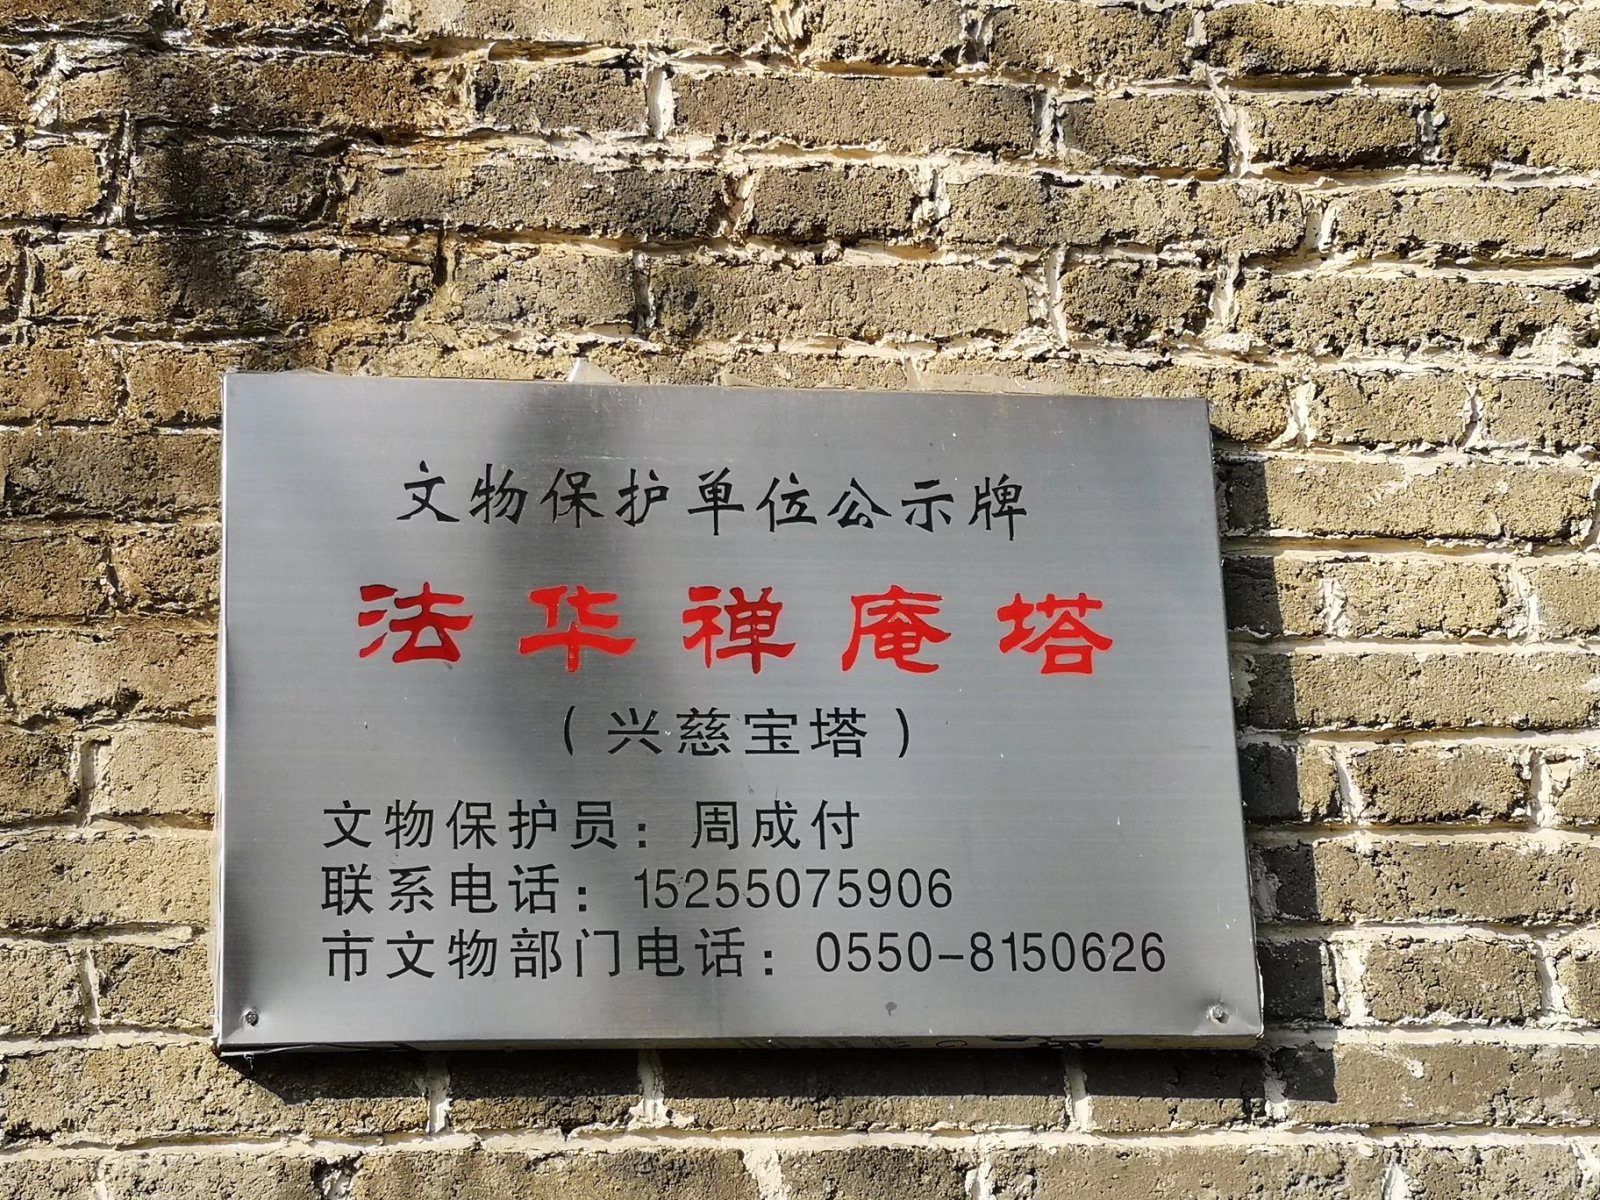 文物保护单位公示牌
法华禅庵塔
（兴慈宝塔）
文物保护员：周成付
联系电话：15255075906
市文物部门电话：0550-8150626